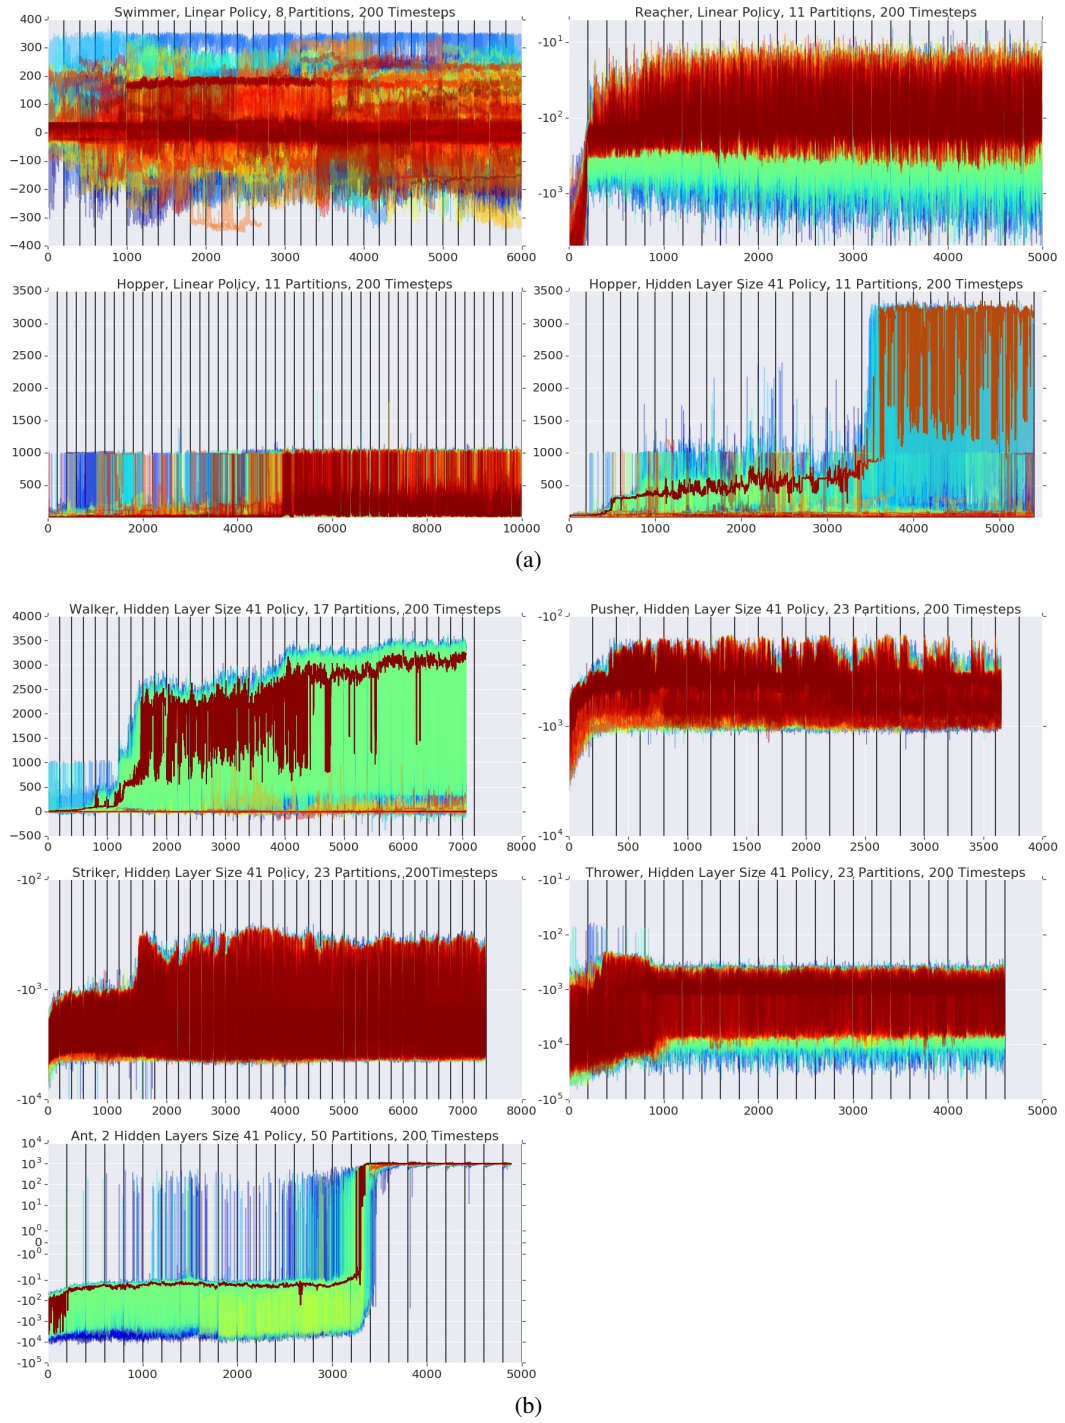 Swimmer, Linear Policy, 8 Partitions, 200 Timesteps
400
300
200
100
0
−100
−200
−300
−400
0 1000 2000 3000 4000 5000 6000
Reacher, Linear Policy, 11 Partitions, 200 Timesteps
-10^1
-10^2
-10^3
0 1000 2000 3000 4000 5000
Hopper, Linear Policy, 11 Partitions, 200 Timesteps
3500
3000
2500
2000
1500
1000
500
0 2000 4000 6000 8000 10000
Hopper, Hidden Layer Size 41 Policy, 11 Partitions, 200 Timesteps
3500
3000
2500
2000
1500
1000
500
0 1000 2000 3000 4000 5000
(a)
Walker, Hidden Layer Size 41 Policy, 17 Partitions, 200 Timesteps
4000
3500
3000
2500
2000
1500
1000
500
0
−500
0 1000 2000 3000 4000 5000 6000 7000 8000
Pusher, Hidden Layer Size 41 Policy, 23 Partitions, 200 Timesteps
-10^2
-10^3
-10^4
0 500 1000 1500 2000 2500 3000 3500 4000
Striker, Hidden Layer Size 41 Policy, 23 Partitions, 200Timesteps
-10^2
-10^3
-10^4
0 1000 2000 3000 4000 5000 6000 7000 8000
Thrower, Hidden Layer Size 41 Policy, 23 Partitions, 200 Timesteps
-10^1
-10^2
-10^3
-10^4
-10^5
0 1000 2000 3000 4000 5000
Ant, 2 Hidden Layers Size 41 Policy, 50 Partitions, 200 Timesteps
10^4
10^3
10^2
10^1
10^0
0
-10^0
-10^1
-10^2
-10^3
-10^4
-10^5
0 1000 2000 3000 4000 5000
(b)